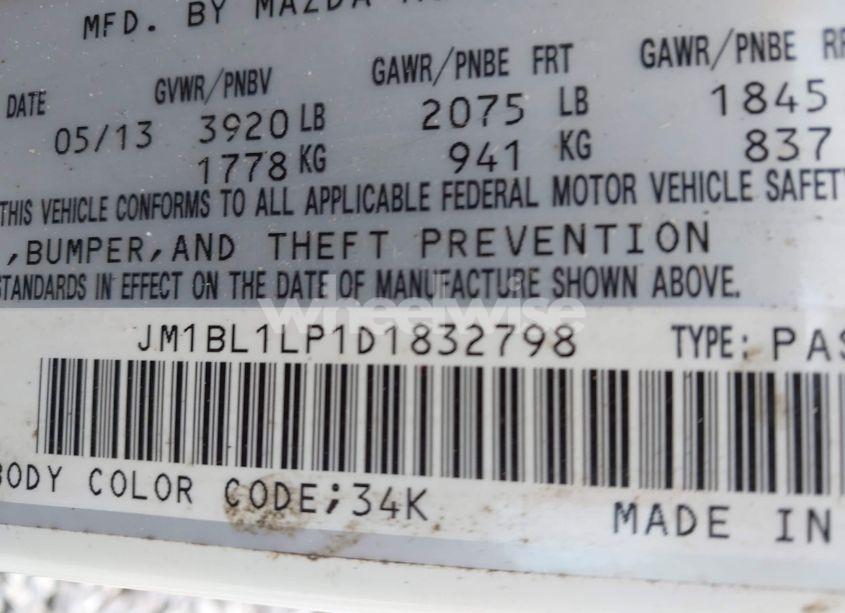 MFD. BY MAZDA
DATE GVWR/PNBV GAWR/PNBE FRT GAWR/PNBE
05/13 3920 LB 2075 LB 1845
1778 KG 941 KG 837
THIS VEHICLE CONFORMS TO ALL APPLICABLE FEDERAL MOTOR VEHICLE SAFETY
,BUMPER,AND THEFT PREVENTION
STANDARDS IN EFFECT ON THE DATE OF MANUFACTURE SHOWN ABOVE.
wheelwise
JM1BL1LP1D1832798 TYPE: PAS
BODY COLOR CODE;34K MADE IN